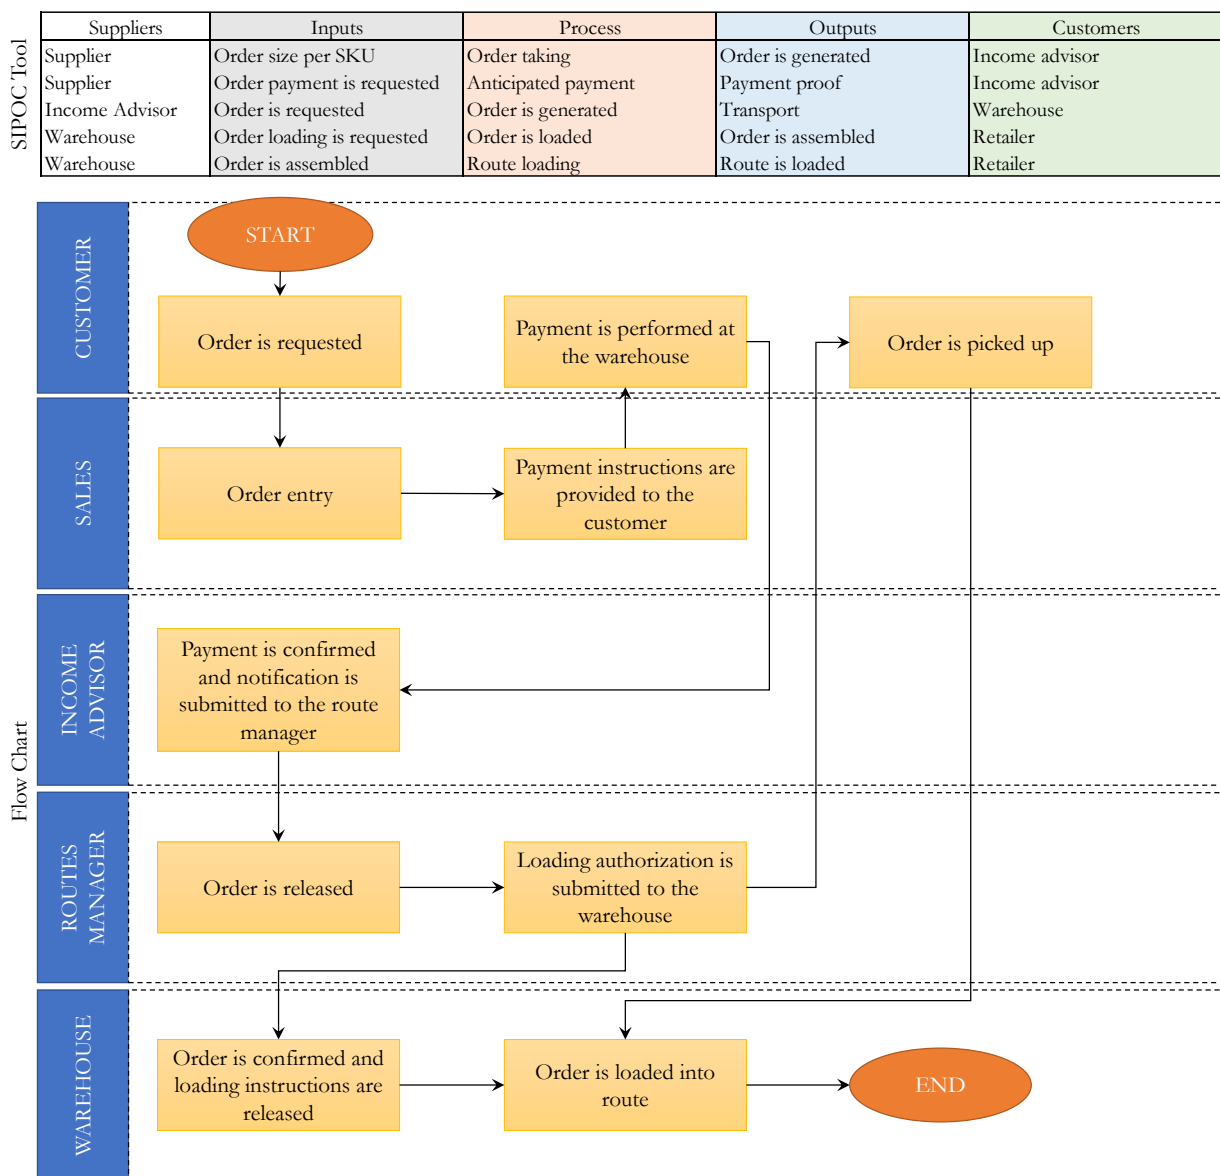 SIPOC Tool
Suppliers Inputs Process Outputs Customers
Supplier Order size per SKU Order taking Order is generated Income advisor
Supplier Order payment is requested Anticipated payment Payment proof Income advisor
Income Advisor Order is requested Order is generated Transport Warehouse
Warehouse Order loading is requested Order is loaded Order is assembled Retailer
Warehouse Order is assembled Route loading Route is loaded Retailer
Flow Chart
CUSTOMER
START
Order is requested
Payment is performed at
the warehouse
Order is picked up
SALES
Order entry
Payment instructions are
provided to the
customer
INCOME
ADVISOR
Payment is confirmed
and notification is
submitted to the route
manager
ROUTES
MANAGER
Order is released
Loading authorization is
submitted to the
warehouse
WAREHOUSE
Order is confirmed and
loading instructions are
released
Order is loaded into
route
END